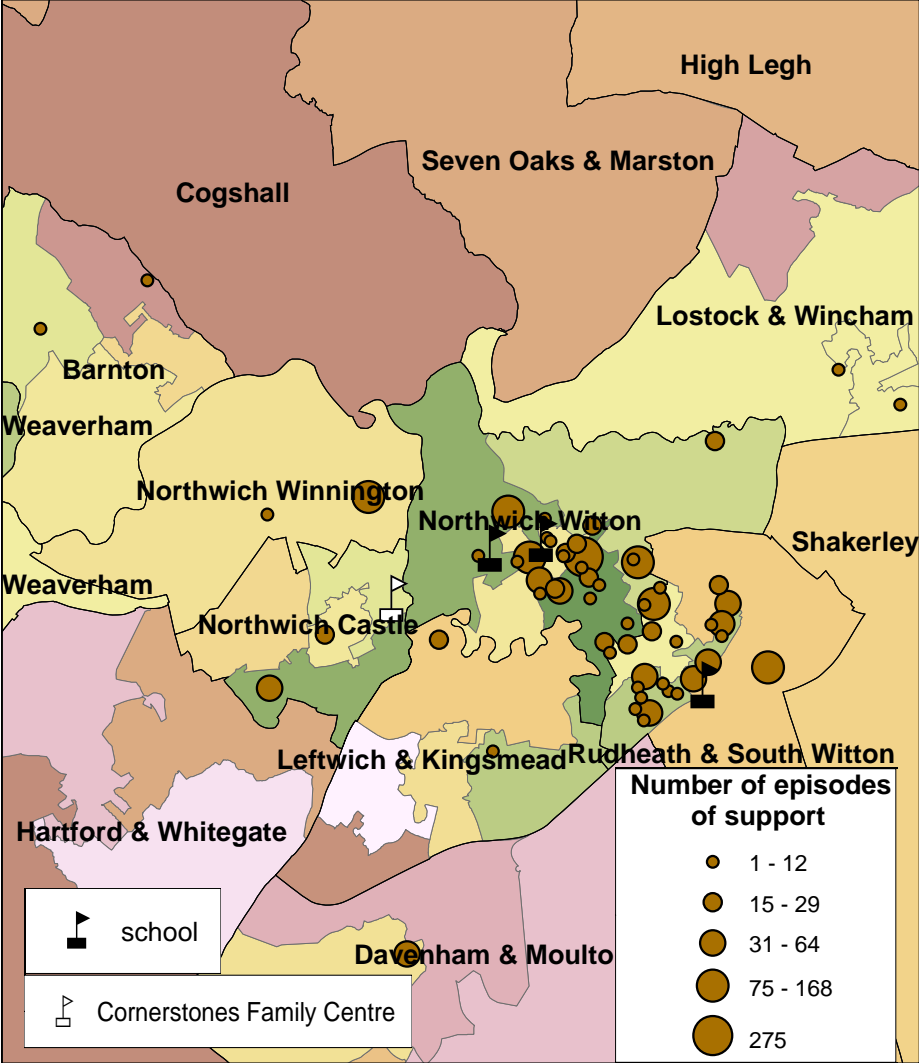 High Legh
Seven Oaks & Marston
Cogshall
Lostock & Wincham
Barnton
Weaverham
Northwich Winnington
Northwich Witton
Shakerley
Weaverham
Northwich Castle
Leftwich & Kingsmead
Rudheath & South Witton
Hartford & Whitegate
Davenham & Moulto
Number of episodes
of support
1 - 12
15 - 29
31 - 64
75 - 168
275
school
Cornerstones Family Centre